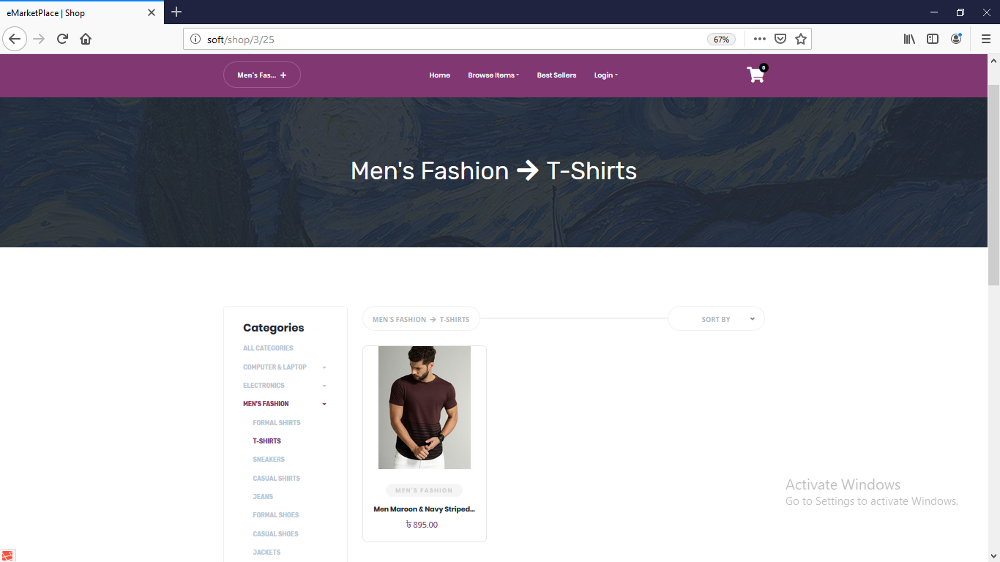 eMarketPlace | Shop
soft/shop/3/25
67%
Men's Fas...
Home
Browse Items
Best Sellers
Login
0
Men's Fashion → T-Shirts
Categories
ALL CATEGORIES
COMPUTER & LAPTOP
ELECTRONICS
MEN'S FASHION
FORMAL SHIRTS
T-SHIRTS
SNEAKERS
CASUAL SHIRTS
JEANS
FORMAL SHOES
CASUAL SHOES
JACKETS
MEN'S FASHION → T-SHIRTS
SORT BY
MEN'S FASHION
Men Maroon & Navy Striped...
৳ 895.00
Activate Windows
Go to Settings to activate Windows.